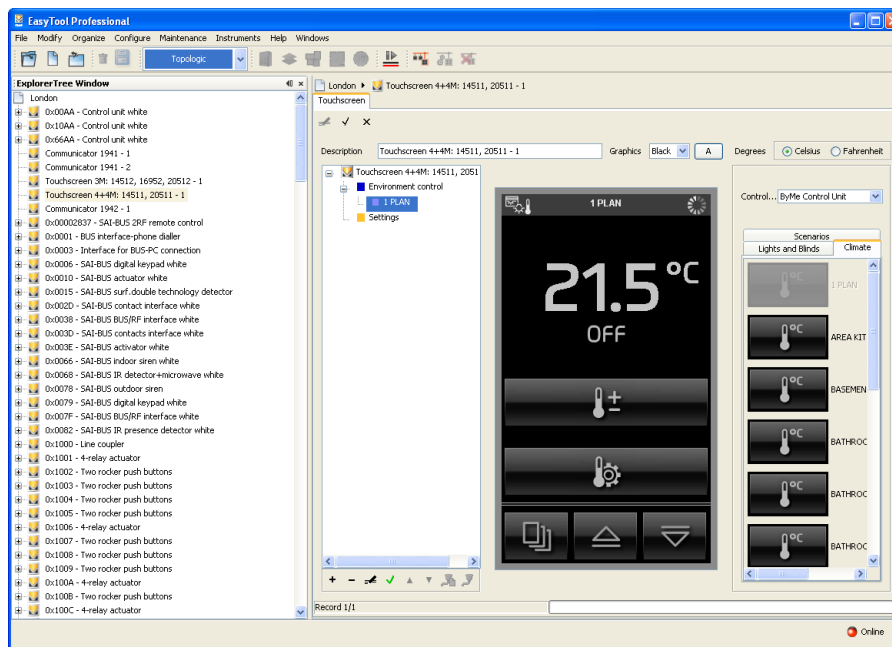 EasyTool Professional
File Modify Organize Configure Maintenance Instruments Help Windows
Topologic
ExplorerTree Window
London
0x00AA - Control unit white
0x10AA - Control unit white
0x66AA - Control unit white
Communicator 1941 - 1
Communicator 1941 - 2
Touchscreen 3M: 14512, 16952, 20512 - 1
Touchscreen 4+4M: 14511, 20511 - 1
Communicator 1942 - 1
0x00002837 - SAI-BUS 2RF remote control
0x0001 - BUS interface-phone dialler
0x0003 - Interface for BUS-PC connection
0x0006 - SAI-BUS digital keypad white
0x0010 - SAI-BUS actuator white
0x0015 - SAI-BUS surf.double technology detector
0x002D - SAI-BUS contact interface white
0x0038 - SAI-BUS BUS/RF interface white
0x003D - SAI-BUS contacts interface white
0x003E - SAI-BUS activator white
0x0066 - SAI-BUS indoor siren white
0x0068 - SAI-BUS IR detector+microwave white
0x0078 - SAI-BUS outdoor siren
0x0079 - SAI-BUS digital keypad white
0x007F - SAI-BUS BUS/RF interface white
0x0082 - SAI-BUS IR presence detector white
0x1000 - Line coupler
0x1001 - 4-relay actuator
0x1002 - Two rocker push buttons
0x1003 - Two rocker push buttons
0x1004 - Two rocker push buttons
0x1005 - Two rocker push buttons
0x1006 - 4-relay actuator
0x1007 - Two rocker push buttons
0x1008 - Two rocker push buttons
0x1009 - Two rocker push buttons
0x100A - 4-relay actuator
0x100B - Two rocker push buttons
0x100C - 4-relay actuator
London Touchscreen 4+4M: 14511, 20511 - 1
Touchscreen
Description Touchscreen 4+4M: 14511, 20511 - 1 Graphics Black A Degrees Celsius Fahrenheit
Touchscreen 4+4M: 14511, 2051
Environment control
1 PLAN
Settings
1 PLAN
21.5°C
OFF
Control... ByMe Control Unit
Scenarios
Lights and Blinds Climate
°C 1 PLAN
°C AREA KIT
°C BASEMEN
°C BATHROC
°C BATHROC
°C BATHROC
Record 1/1
Online